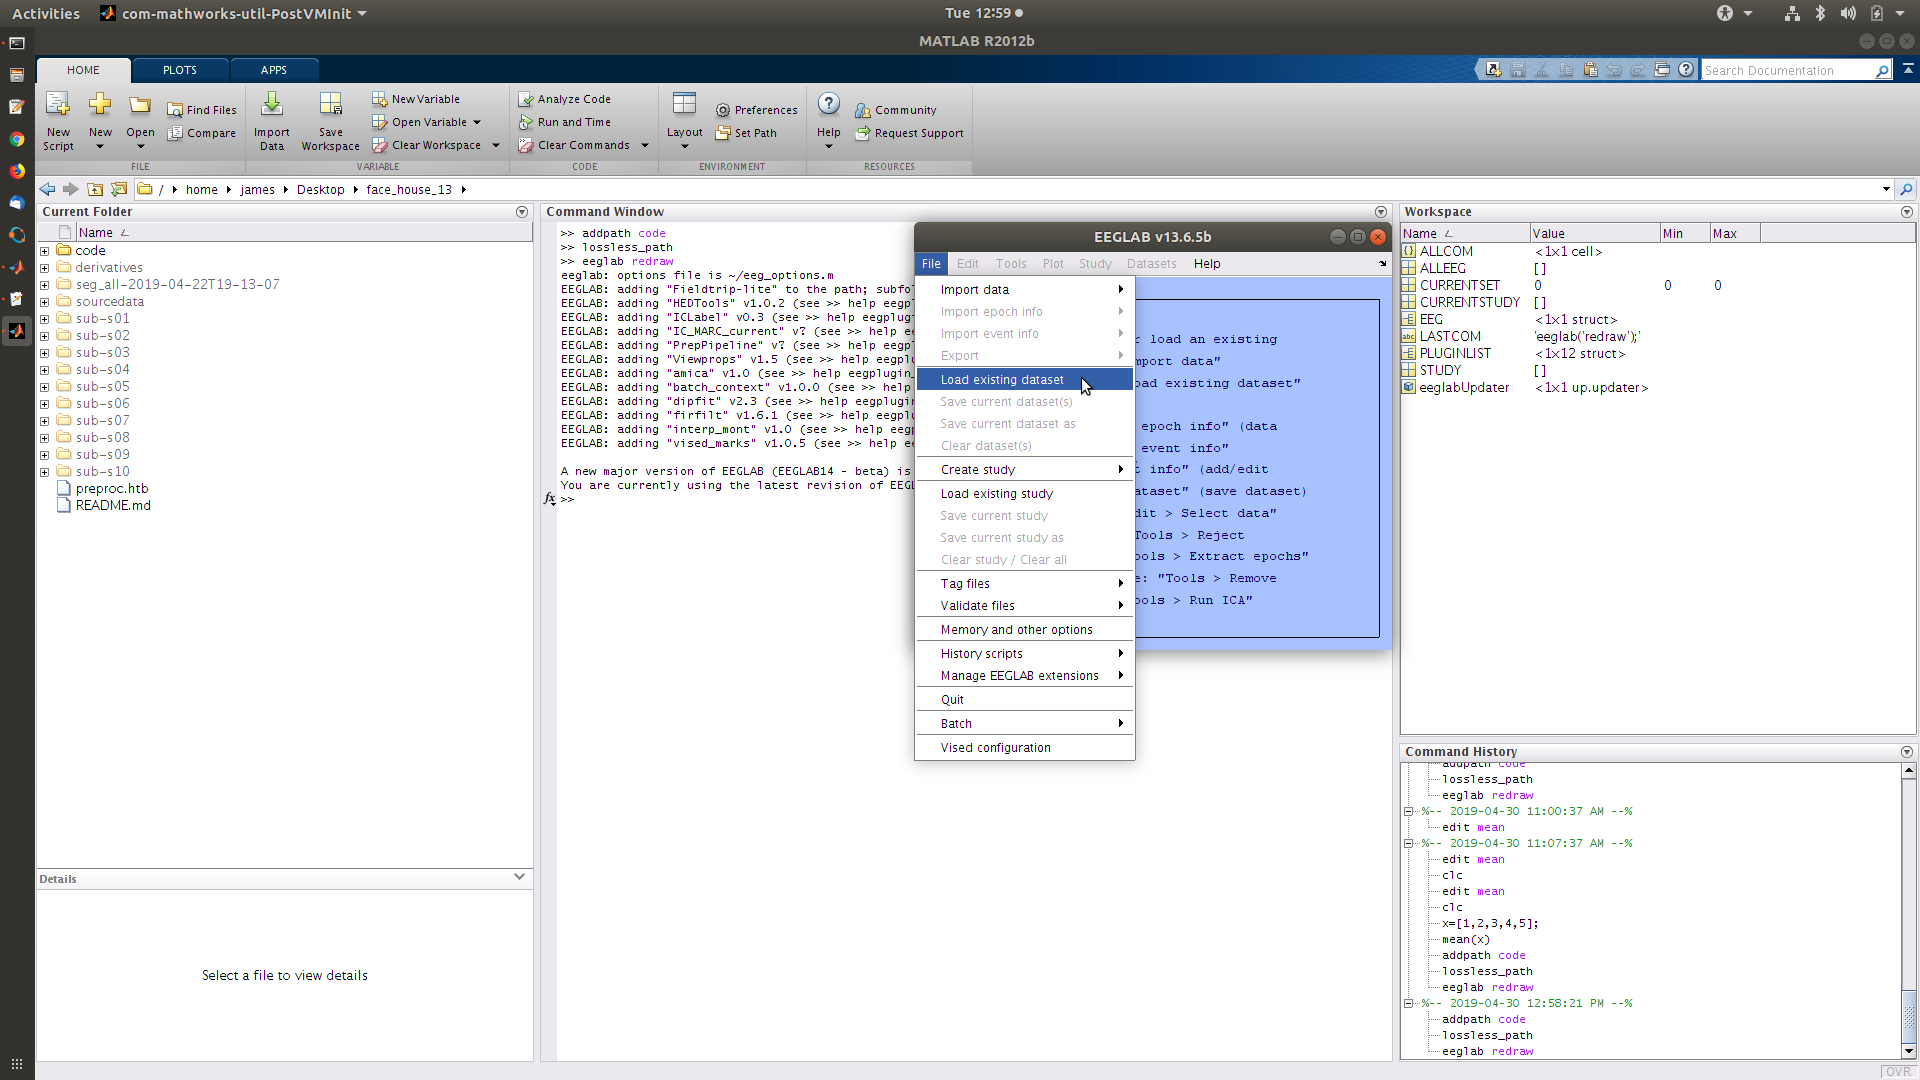 Activities
com-mathworks-util-PostVMInit
Tue 12:59
MATLAB R2012b
HOME
PLOTS
APPS
Search Documentation
New Script
New
Open
Find Files
Compare
Import Data
Save Workspace
New Variable
Open Variable
Clear Workspace
Analyze Code
Run and Time
Clear Commands
Layout
Preferences
Set Path
Help
Community
Request Support
FILE
VARIABLE
CODE
ENVIRONMENT
RESOURCES
/ home james Desktop face_house_13
Current Folder
Name
code
derivatives
seg_all-2019-04-22T19-13-07
sourcedata
sub-s01
sub-s02
sub-s03
sub-s04
sub-s05
sub-s06
sub-s07
sub-s08
sub-s09
sub-s10
preproc.htb
README.md
Details
Select a file to view details
Command Window
>> addpath code
>> lossless_path
>> eeglab redraw
eeglab: options file is ~/eeg_options.m
EEGLAB: adding "Fieldtrip-lite" to the path; subfol
EEGLAB: adding "HEDTools" v1.0.2 (see >> help eegpl
EEGLAB: adding "ICLabel" v0.3 (see >> help eegplugi
EEGLAB: adding "IC_MARC_current" v? (see >> help ee
EEGLAB: adding "PrepPipeline" v? (see >> help eegpl
EEGLAB: adding "Viewprops" v1.5 (see >> help eegplu
EEGLAB: adding "amica" v1.0 (see >> help eegplugin_
EEGLAB: adding "batch_context" v1.0.0 (see >> help
EEGLAB: adding "dipfit" v2.3 (see >> help eegplugin
EEGLAB: adding "firfilt" v1.6.1 (see >> help eegplu
EEGLAB: adding "interp_mont" v1.0 (see >> help eegp
EEGLAB: adding "vised_marks" v1.0.5 (see >> help ee
A new major version of EEGLAB (EEGLAB14 - beta) is
You are currently using the latest revision of EEGL
fx >>
EEGLAB v13.6.5b
File Edit Tools Plot Study Datasets Help
Import data
Import epoch info
Import event info
Export
Load existing dataset
Save current dataset(s)
Save current dataset as
Clear dataset(s)
Create study
Load existing study
Save current study
Save current study as
Clear study / Clear all
Tag files
Validate files
Memory and other options
History scripts
Manage EEGLAB extensions
Quit
Batch
Vised configuration
r load an existing
mport data"
oad existing dataset"
epoch info" (data
event info"
t info" (add/edit
ataset" (save dataset)
dit > Select data"
Tools > Reject
ools > Extract epochs"
e: "Tools > Remove
ools > Run ICA"
Workspace
Name Value Min Max
ALLCOM <1x1 cell>
ALLEEG []
CURRENTSET 0 0 0
CURRENTSTUDY []
EEG <1x1 struct>
LASTCOM 'eeglab('redraw');'
PLUGINLIST <1x12 struct>
STUDY []
eeglabUpdater <1x1 up.updater>
Command History
addpath code
lossless_path
eeglab redraw
%-- 2019-04-30 11:00:37 AM --%
edit mean
%-- 2019-04-30 11:07:37 AM --%
edit mean
clc
edit mean
clc
x=[1,2,3,4,5];
mean(x)
addpath code
lossless_path
eeglab redraw
%-- 2019-04-30 12:58:21 PM --%
addpath code
lossless_path
eeglab redraw
OVR